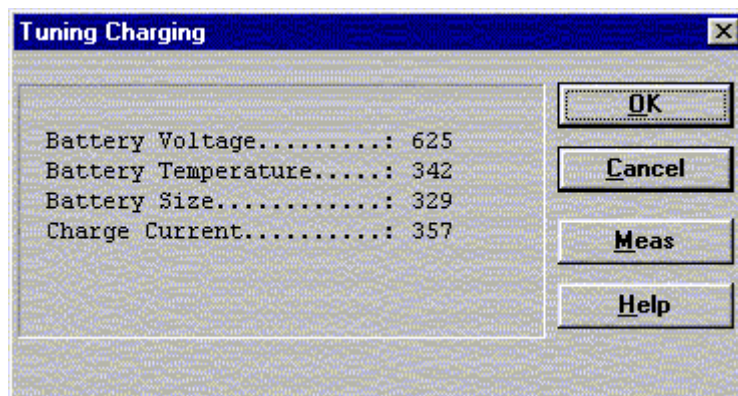 Tuning Charging
Battery Voltage.........: 625
Battery Temperature.....: 342
Battery Size............: 329
Charge Current..........: 357
OK
Cancel
Meas
Help